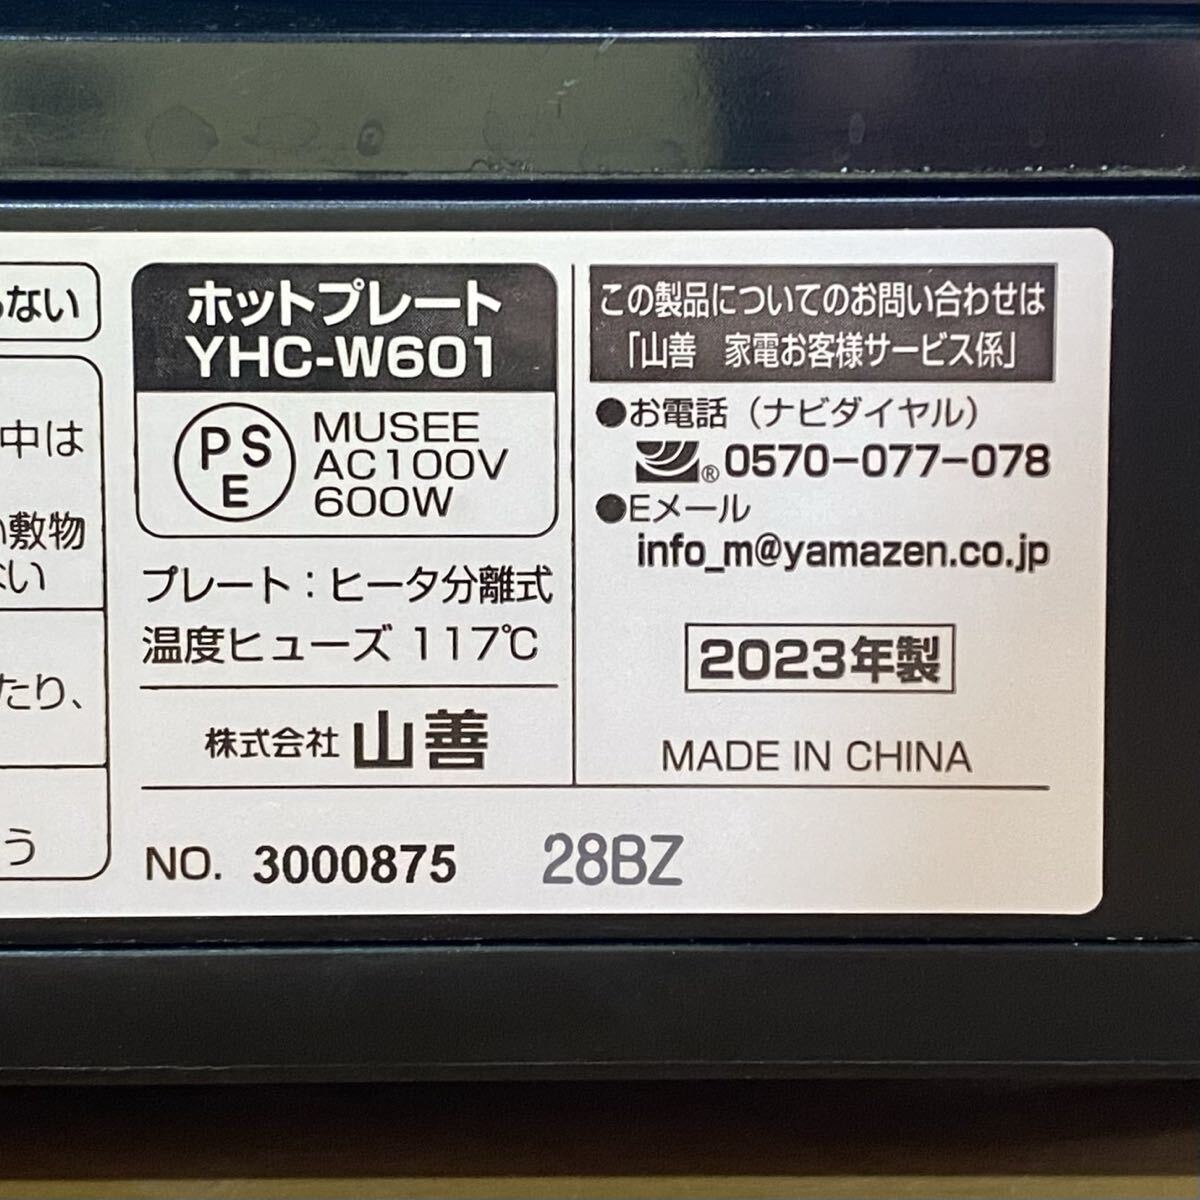 らない
中は
い敷物
ない
たり、
う
ホットプレート
YHC-W601
PSE
MUSEE
AC100V
600W
プレート：ヒータ分離式
温度ヒューズ 117℃
株式会社 山善
NO. 3000875 28BZ
この製品についてのお問い合わせは
「山善 家電お客様サービス係」
●お電話（ナビダイヤル）
® 0570-077-078
●Eメール
info_m@yamazen.co.jp
2023年製
MADE IN CHINA